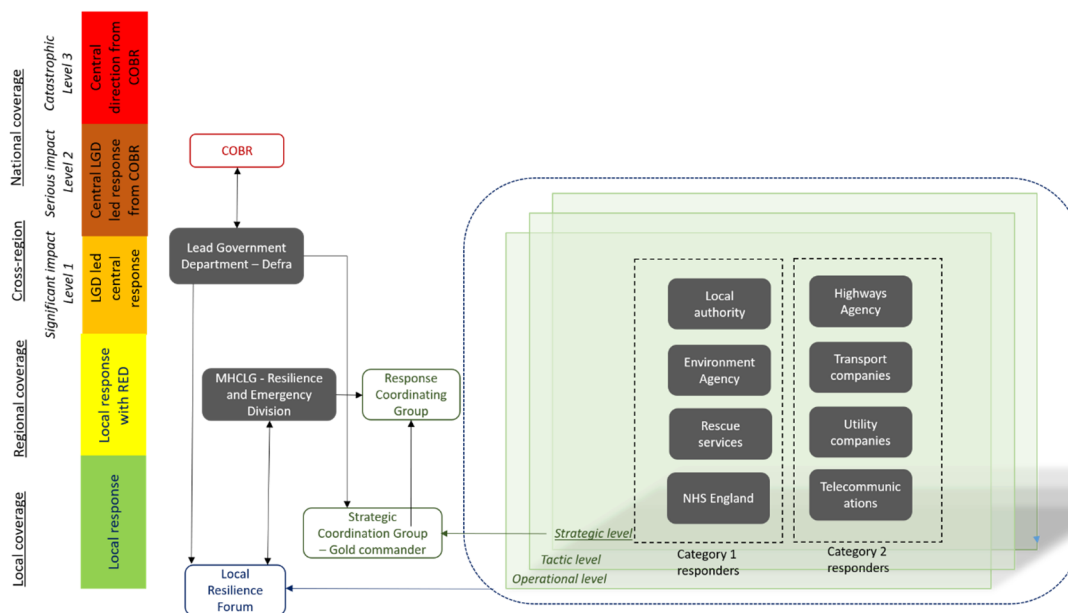 National coverage
Cross-region
Regional coverage
Local coverage
Catastrophic
Level 3
Serious impact
Level 2
Significant impact
Level 1
Central
direction from
COBR
Central LGD
led response
from COBR
LGD led
central
response
Local response
with RED
Local response
COBR
Lead Government
Department – Defra
MHCLG - Resilience
and Emergency
Division
Response
Coordinating
Group
Strategic
Coordination Group
– Gold commander
Local
Resilience
Forum
Strategic level
Tactic level
Operational level
Local
authority
Environment
Agency
Rescue
services
NHS England
Category 1
responders
Highways
Agency
Transport
companies
Utility
companies
Telecommunic
ations
Category 2
responders